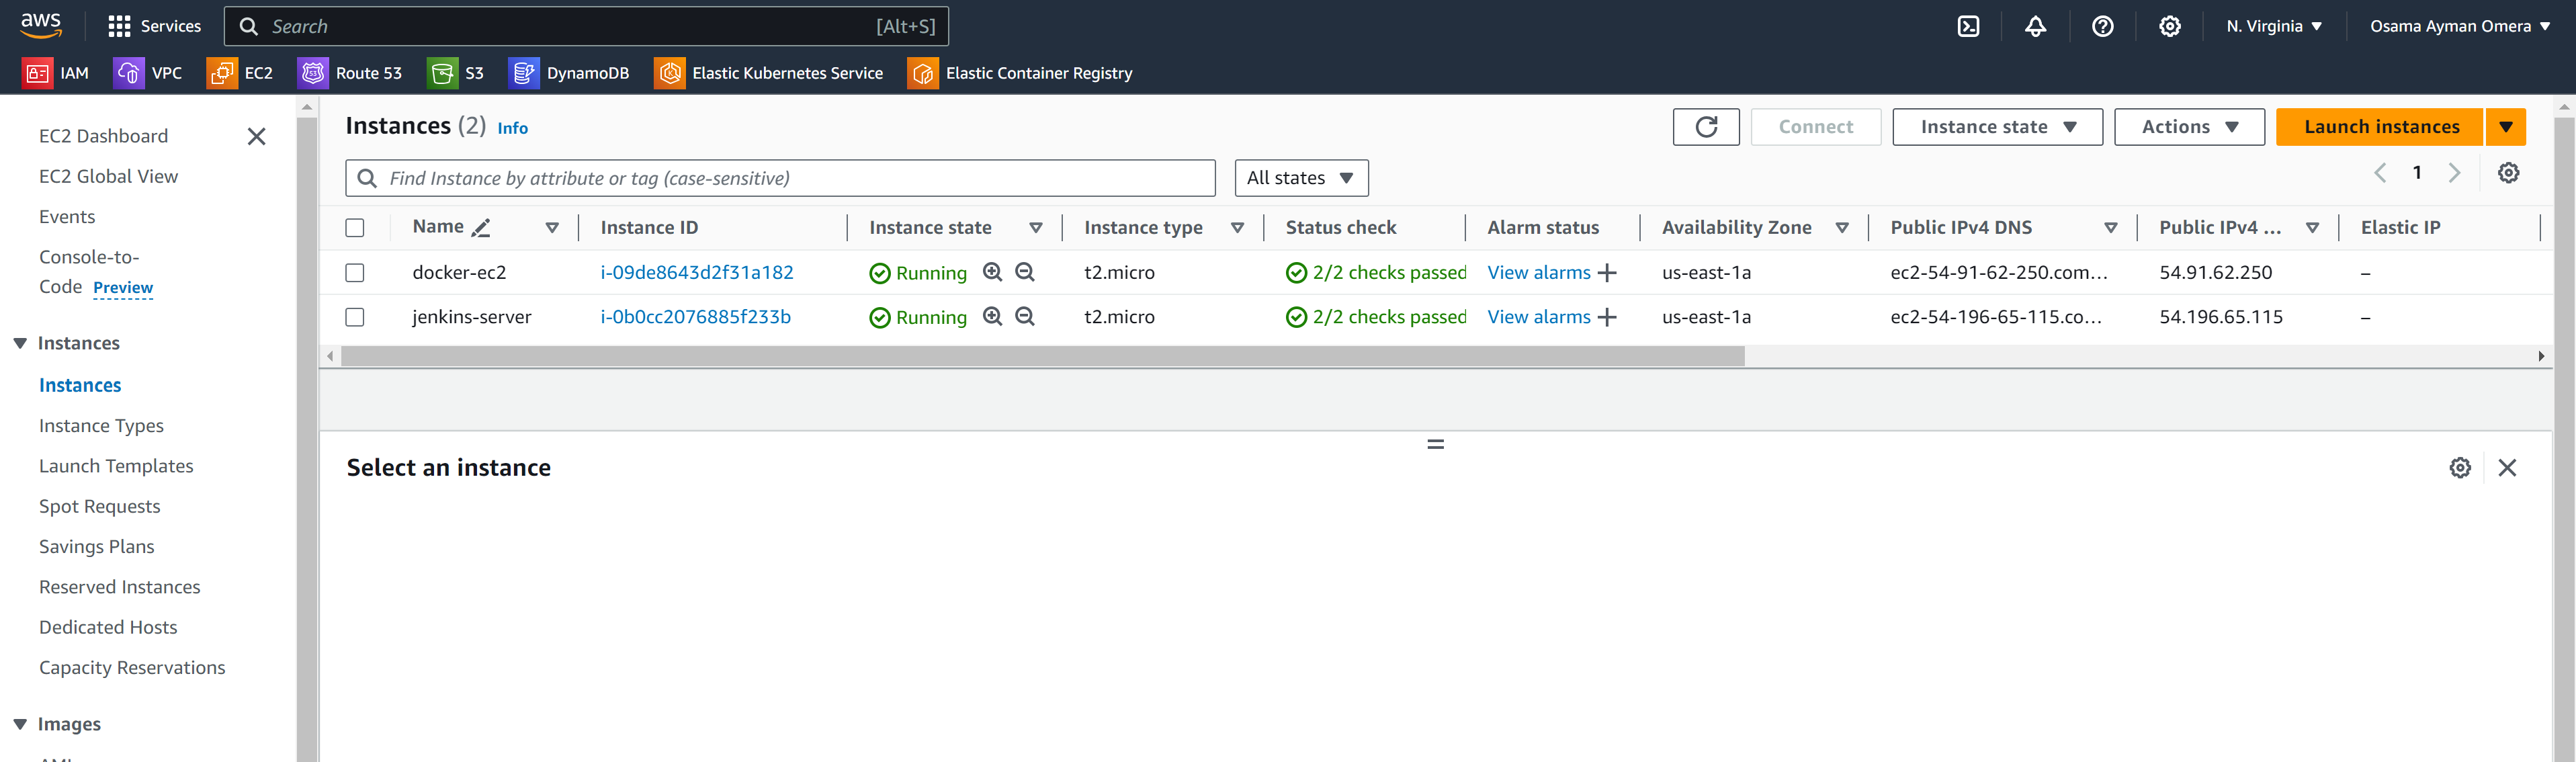 aws
Services
Search [Alt+S]
N. Virginia
Osama Ayman Omera
IAM VPC EC2 Route 53 S3 DynamoDB Elastic Kubernetes Service Elastic Container Registry
EC2 Dashboard
EC2 Global View
Events
Console-to-
Code Preview
Instances
Instances
Instance Types
Launch Templates
Spot Requests
Savings Plans
Reserved Instances
Dedicated Hosts
Capacity Reservations
Images
Instances (2) Info
Connect Instance state Actions Launch instances
Find Instance by attribute or tag (case-sensitive) All states 1
Name Instance ID Instance state Instance type Status check Alarm status Availability Zone Public IPv4 DNS Public IPv4 ... Elastic IP
docker-ec2 i-09de8643d2f31a182 Running t2.micro 2/2 checks passed View alarms + us-east-1a ec2-54-91-62-250.com... 54.91.62.250 –
jenkins-server i-0b0cc2076885f233b Running t2.micro 2/2 checks passed View alarms + us-east-1a ec2-54-196-65-115.co... 54.196.65.115 –
Select an instance